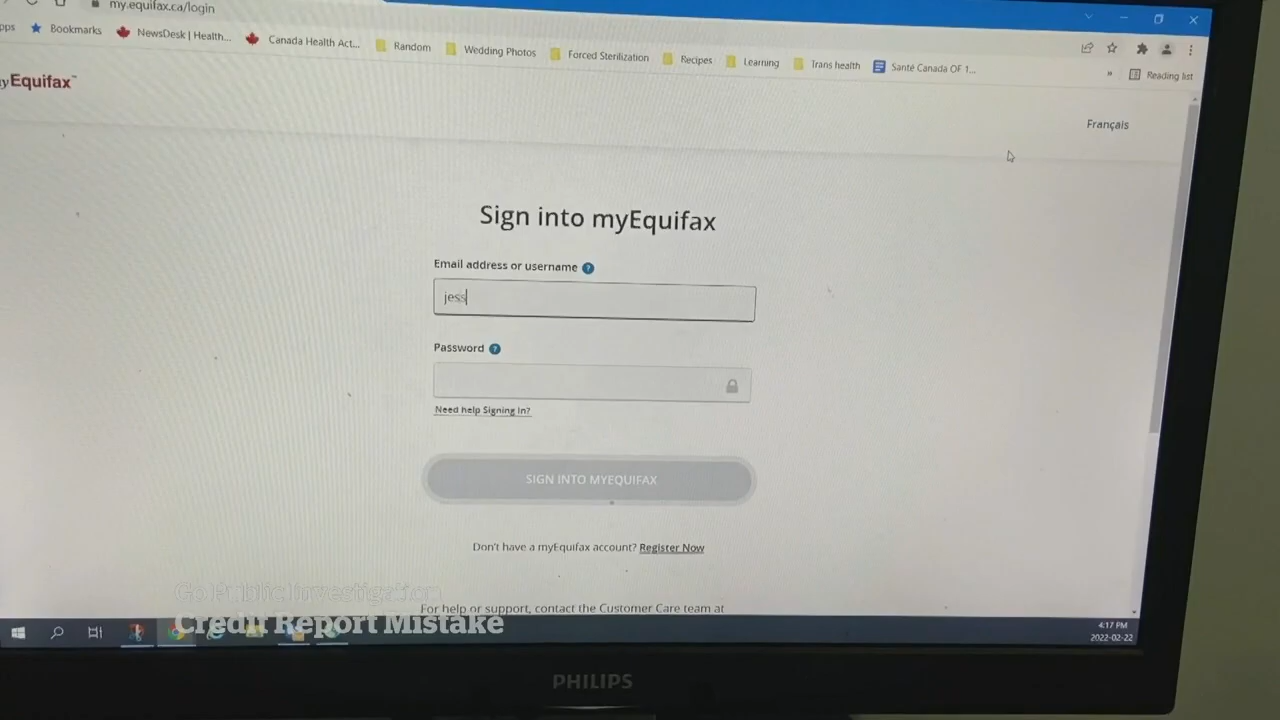 my.equifax.ca/login
Bookmarks NewsDesk | Health... Canada Health Act... Random Wedding Photos Forced Sterilization Recipes Learning Trans health Santé Canada OF 1...
» Reading list
Equifax™
Français
Sign into myEquifax
Email address or username ?
jess
Password ?
Need help Signing In?
SIGN INTO MYEQUIFAX
Don't have a myEquifax account? Register Now
For help or support, contact the Customer Care team at
Go Public Investigation
Credit Report Mistake
4:17 PM
2022-02-22
PHILIPS